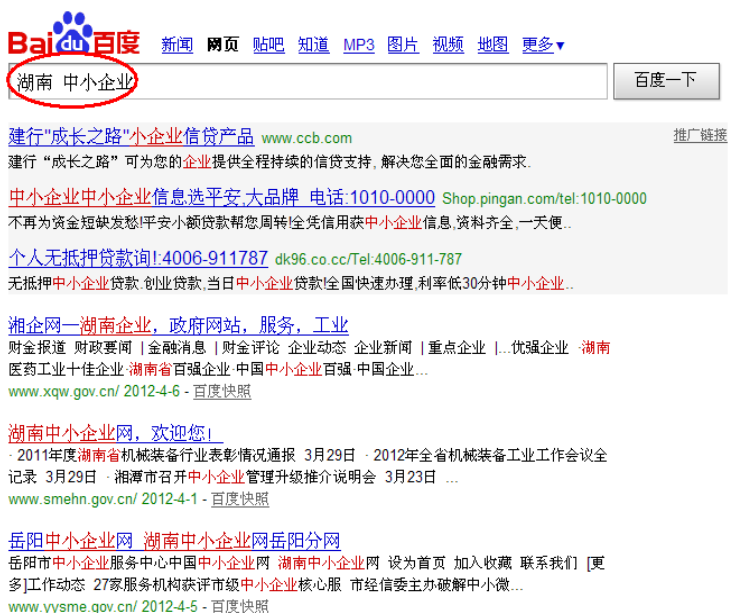 Bai du 百度 新闻 网页 贴吧 知道 MP3 图片 视频 地图 更多▼
湖南 中小企业 百度一下
建行"成长之路"小企业信贷产品 www.ccb.com 推广链接
建行“成长之路”可为您的企业提供全程持续的信贷支持, 解决您全面的金融需求.
中小企业中小企业信息选平安,大品牌 电话:1010-0000 Shop.pingan.com/tel:1010-0000
不再为资金短缺发愁!平安小额贷款帮您周转!全凭信用获中小企业信息,资料齐全,一天便..
个人无抵押贷款询!:4006-911787 dk96.co.cc/Tel:4006-911-787
无抵押中小企业贷款.创业贷款,当日中小企业贷款!全国快速办理,利率低30分钟中小企业..
湘企网—湖南企业，政府网站，服务，工业
财金报道 财政要闻 | 金融消息 | 财金评论 企业动态 企业新闻 | 重点企业 |...优强企业 ·湖南
医药工业十佳企业·湖南省百强企业·中国中小企业百强·中国企业...
www.xqw.gov.cn/ 2012-4-6 - 百度快照
湖南中小企业网，欢迎您!
· 2011年度湖南省机械装备行业表彰情况通报 3月29日 · 2012年全省机械装备工业工作会议全
记录 3月29日 · 湘潭市召开中小企业管理升级推介说明会 3月23日 ...
www.smehn.gov.cn/ 2012-4-1 - 百度快照
岳阳中小企业网 湖南中小企业网岳阳分网
岳阳市中小企业服务中心中国中小企业网 湖南中小企业网 设为首页 加入收藏 联系我们 [更
多]工作动态 27家服务机构获评市级中小企业核心服 市经信委主办破解中小微...
www.yysme.gov.cn/ 2012-4-5 - 百度快照